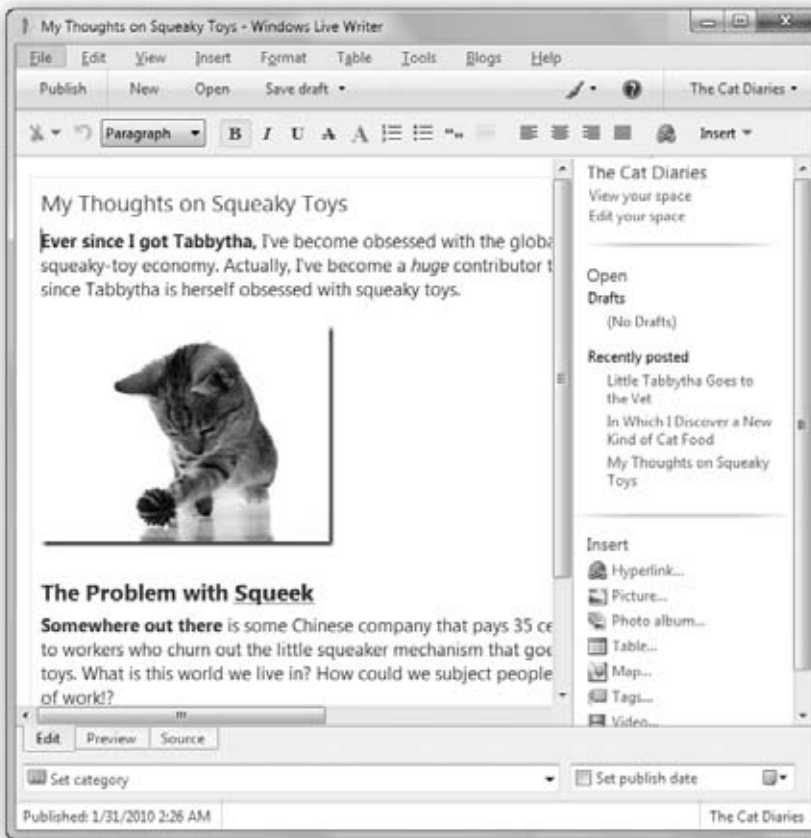 My Thoughts on Squeaky Toys - Windows Live Writer
File Edit View Insert Format Table Tools Blogs Help
Publish New Open Save draft The Cat Diaries
Paragraph B I U A A Insert
My Thoughts on Squeaky Toys
Ever since I got Tabbytha, I've become obsessed with the globa
squeaky-toy economy. Actually, I've become a huge contributor t
since Tabbytha is herself obsessed with squeaky toys.
The Problem with Squeek
Somewhere out there is some Chinese company that pays 35 ce
to workers who churn out the little squeaker mechanism that goe
toys. What is this world we live in? How could we subject people
of work!?
The Cat Diaries
View your space
Edit your space
Open
Drafts
(No Drafts)
Recently posted
Little Tabbytha Goes to
the Vet
In Which I Discover a New
Kind of Cat Food
My Thoughts on Squeaky
Toys
Insert
Hyperlink...
Picture...
Photo album...
Table...
Map...
Tags...
Video...
Edit Preview Source
Set category Set publish date
Published: 1/31/2010 2:26 AM The Cat Diaries